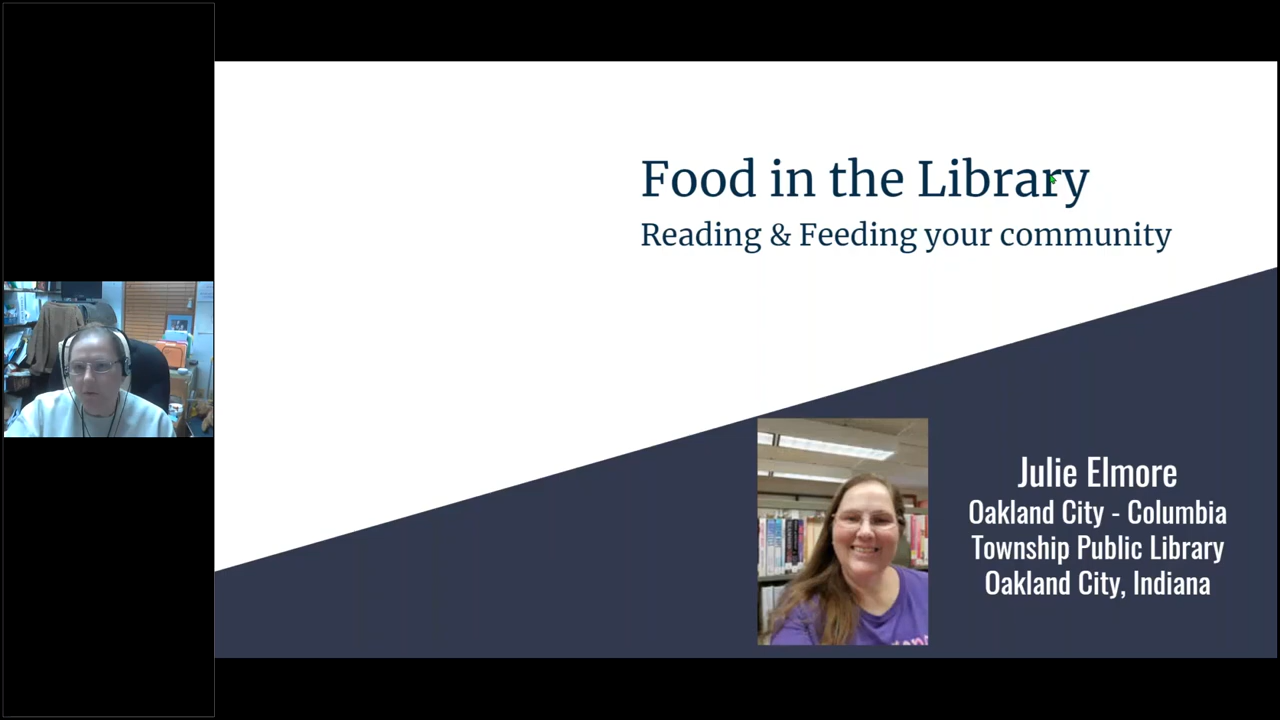 Food in the Library
Reading & Feeding your community
Julie Elmore
Oakland City - Columbia
Township Public Library
Oakland City, Indiana